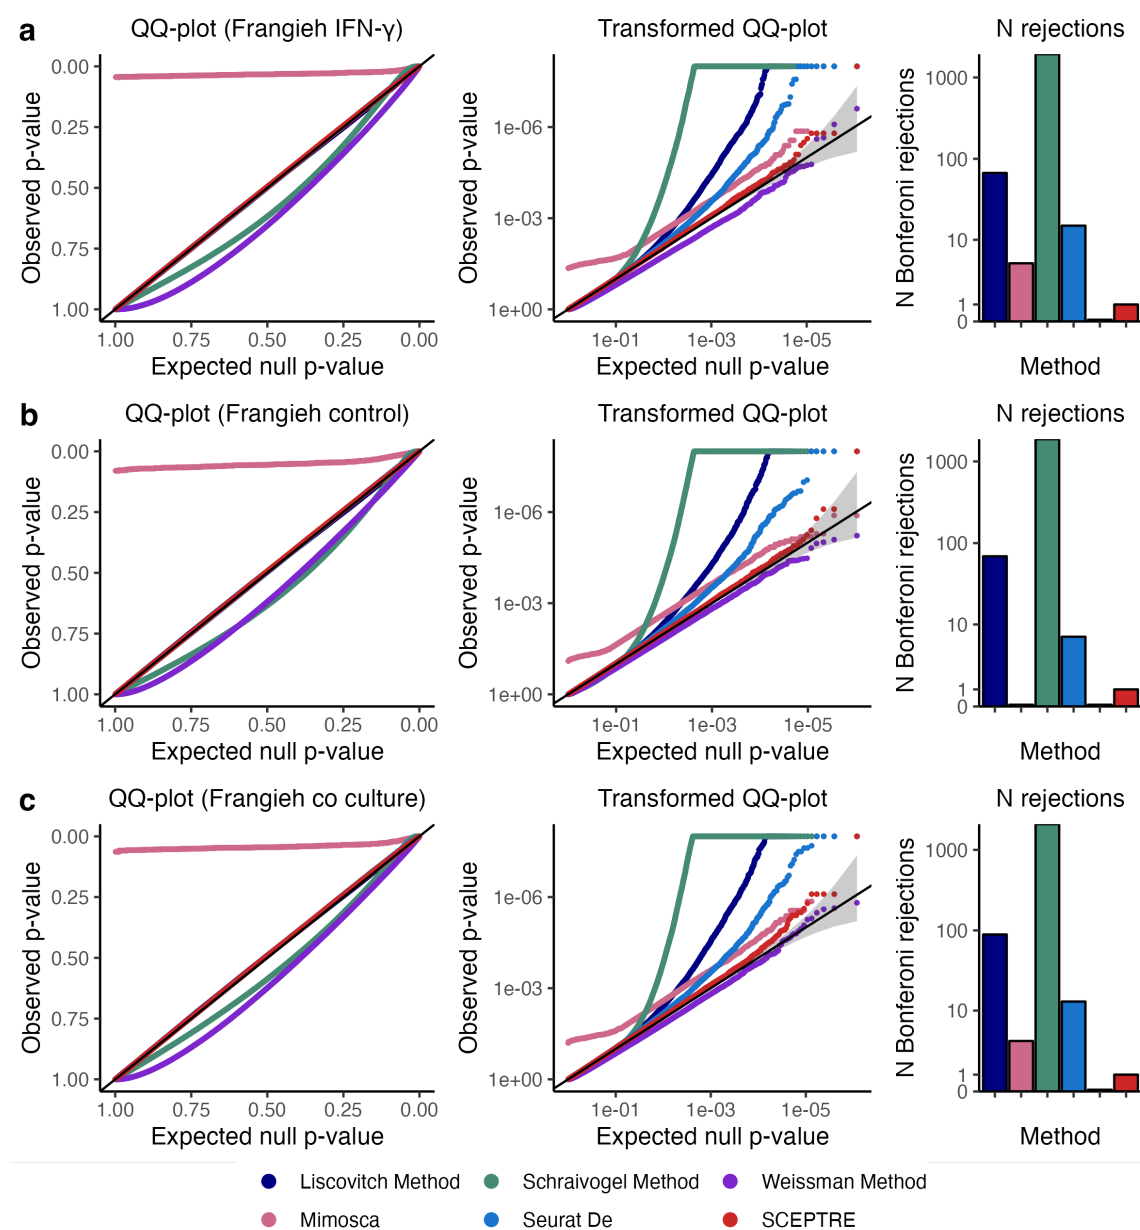 a
QQ-plot (Frangieh IFN-γ)
Transformed QQ-plot
N rejections
Observed p-value
0.00
0.25
0.50
0.75
1.00
1.00 0.75 0.50 0.25 0.00
Expected null p-value
Observed p-value
1e-06
1e-03
1e+00
1e-01 1e-03 1e-05
Expected null p-value
N Bonferoni rejections
1000
100
10
1
0
Method
b
QQ-plot (Frangieh control)
Transformed QQ-plot
N rejections
Observed p-value
0.00
0.25
0.50
0.75
1.00
1.00 0.75 0.50 0.25 0.00
Expected null p-value
Observed p-value
1e-06
1e-03
1e+00
1e-01 1e-03 1e-05
Expected null p-value
N Bonferoni rejections
1000
100
10
1
0
Method
c
QQ-plot (Frangieh co culture)
Transformed QQ-plot
N rejections
Observed p-value
0.00
0.25
0.50
0.75
1.00
1.00 0.75 0.50 0.25 0.00
Expected null p-value
Observed p-value
1e-06
1e-03
1e+00
1e-01 1e-03 1e-05
Expected null p-value
N Bonferoni rejections
1000
100
10
1
0
Method
Liscovitch Method Schraivogel Method Weissman Method
Mimosca Seurat De SCEPTRE